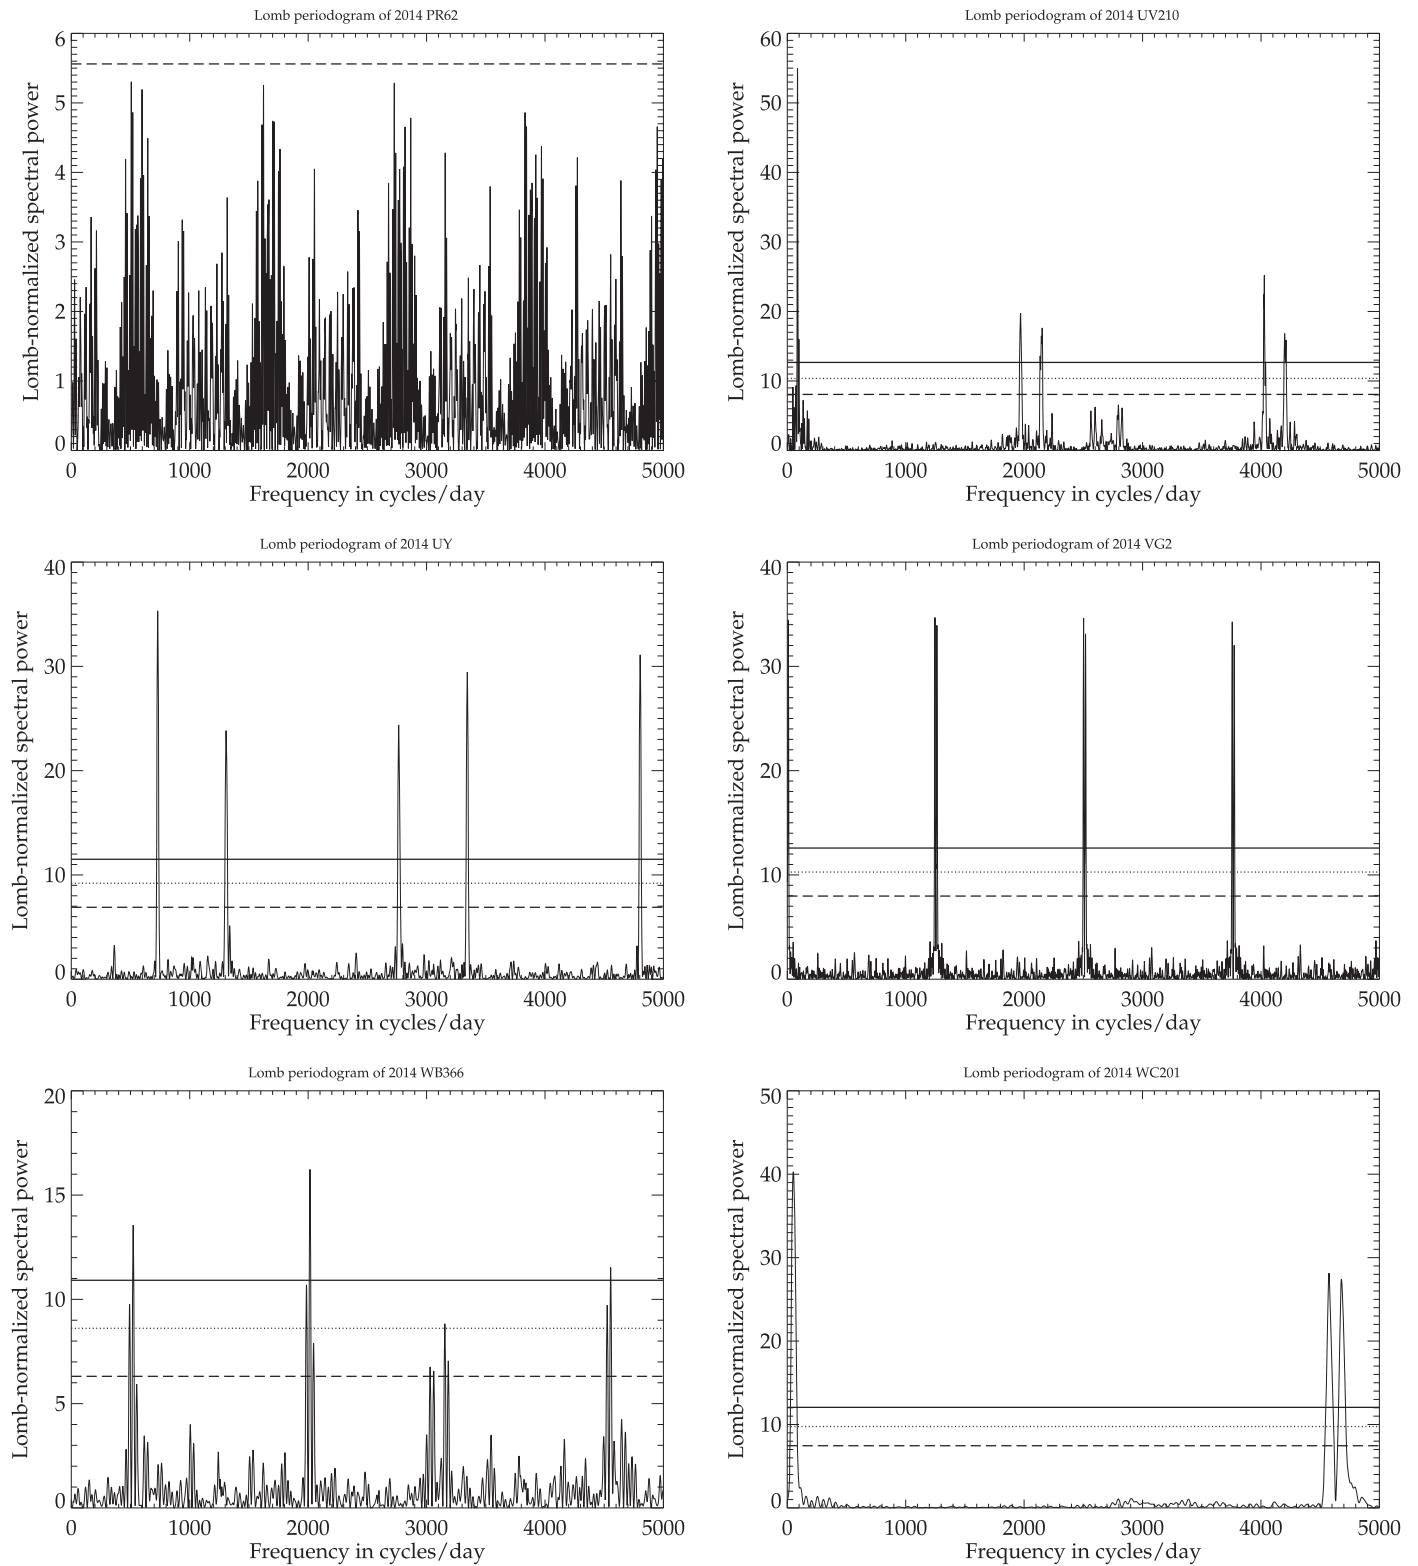 Lomb periodogram of 2014 PR62
Lomb-normalized spectral power
6
5
4
3
2
1
0
0 1000 2000 3000 4000 5000
Frequency in cycles/day
Lomb periodogram of 2014 UV210
Lomb-normalized spectral power
60
50
40
30
20
10
0
0 1000 2000 3000 4000 5000
Frequency in cycles/day
Lomb periodogram of 2014 UY
Lomb-normalized spectral power
40
30
20
10
0
0 1000 2000 3000 4000 5000
Frequency in cycles/day
Lomb periodogram of 2014 VG2
Lomb-normalized spectral power
40
30
20
10
0
0 1000 2000 3000 4000 5000
Frequency in cycles/day
Lomb periodogram of 2014 WB366
Lomb-normalized spectral power
20
15
10
5
0
0 1000 2000 3000 4000 5000
Frequency in cycles/day
Lomb periodogram of 2014 WC201
Lomb-normalized spectral power
50
40
30
20
10
0
0 1000 2000 3000 4000 5000
Frequency in cycles/day